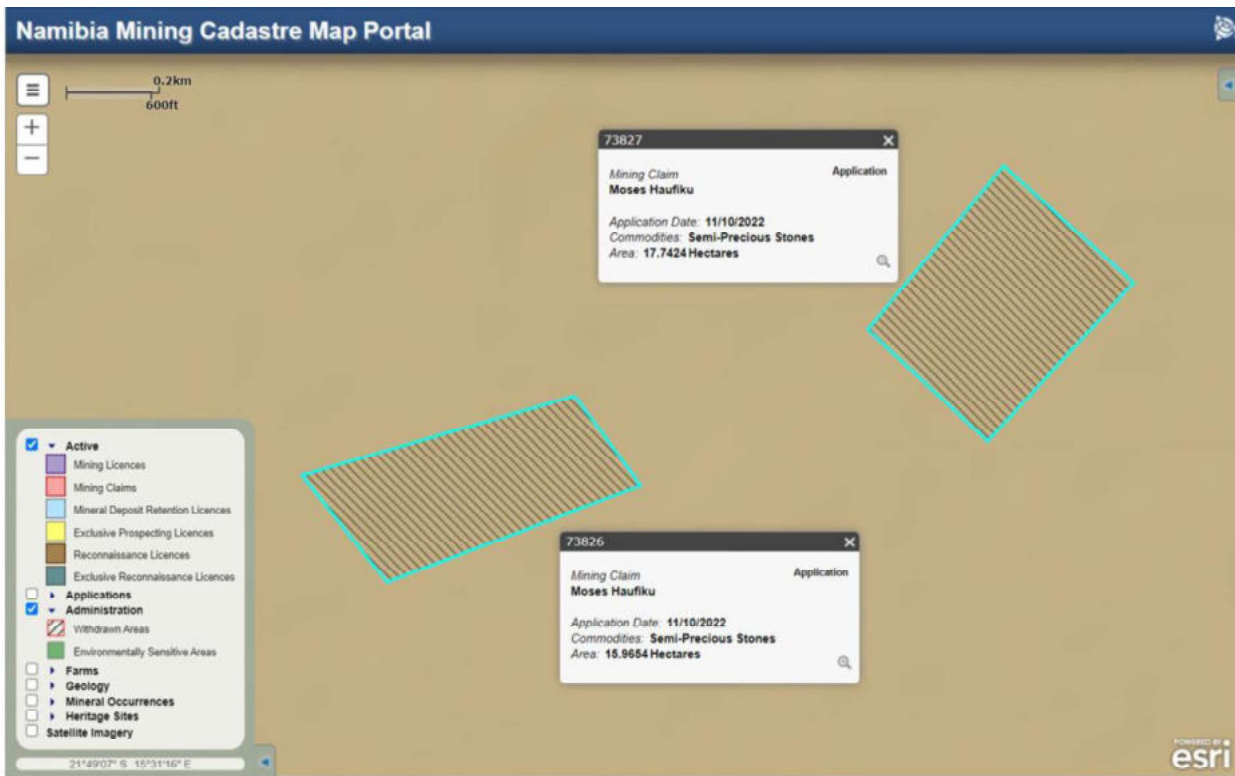 Namibia Mining Cadastre Map Portal
0.2km
600ft
73827
Mining Claim
Application
Moses Haufiku
Application Date: 11/10/2022
Commodities: Semi-Precious Stones
Area: 17.7424 Hectares
73826
Mining Claim
Application
Moses Haufiku
Application Date: 11/10/2022
Commodities: Semi-Precious Stones
Area: 15.9654 Hectares
Active
Mining Licences
Mining Claims
Mineral Deposit Retention Licences
Exclusive Prospecting Licences
Reconnaissance Licences
Exclusive Reconnaissance Licences
Applications
Administration
Withdrawn Areas
Environmentally Sensitive Areas
Farms
Geology
Mineral Occurrences
Heritage Sites
Satellite Imagery
21°49'07" S 15°31'16" E
POWERED BY
esri